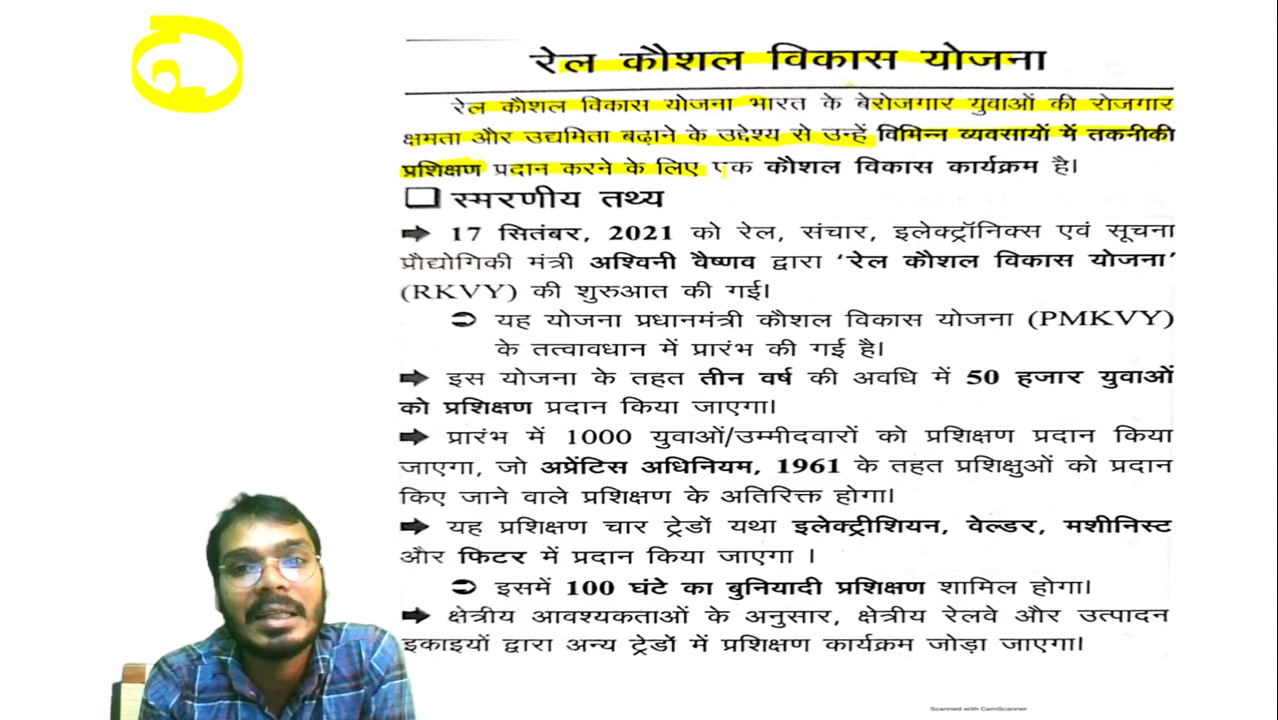 रेल कौशल विकास योजना
रेल कौशल विकास योजना भारत के बेरोजगार युवाओं की रोजगार
क्षमता और उद्यमिता बढ़ाने के उद्देश्य से उन्हें विभिन्न व्यवसायों में तकनीकी
प्रशिक्षण प्रदान करने के लिए एक कौशल विकास कार्यक्रम है।
❑ स्मरणीय तथ्य
➡ 17 सितंबर, 2021 को रेल, संचार, इलेक्ट्रॉनिक्स एवं सूचना
प्रौद्योगिकी मंत्री अश्विनी वैष्णव द्वारा ‘रेल कौशल विकास योजना’
(RKVY) की शुरुआत की गई।
➲ यह योजना प्रधानमंत्री कौशल विकास योजना (PMKVY)
के तत्वावधान में प्रारंभ की गई है।
➡ इस योजना के तहत तीन वर्ष की अवधि में 50 हजार युवाओं
को प्रशिक्षण प्रदान किया जाएगा।
➡ प्रारंभ में 1000 युवाओं/उम्मीदवारों को प्रशिक्षण प्रदान किया
जाएगा, जो अप्रेंटिस अधिनियम, 1961 के तहत प्रशिक्षुओं को प्रदान
किए जाने वाले प्रशिक्षण के अतिरिक्त होगा।
➡ यह प्रशिक्षण चार ट्रेडों यथा इलेक्ट्रीशियन, वेल्डर, मशीनिस्ट
और फिटर में प्रदान किया जाएगा ।
➲ इसमें 100 घंटे का बुनियादी प्रशिक्षण शामिल होगा।
➡ क्षेत्रीय आवश्यकताओं के अनुसार, क्षेत्रीय रेलवे और उत्पादन
इकाइयों द्वारा अन्य ट्रेडों में प्रशिक्षण कार्यक्रम जोड़ा जाएगा।
Scanned with CamScanner